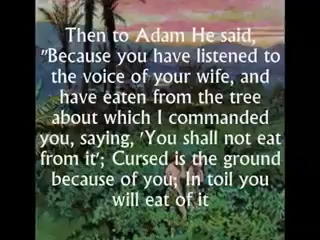 Then to Adam He said,
"Because you have listened to
the voice of your wife, and
have eaten from the tree
about which I commanded
you, saying, 'You shall not eat
from it'; Cursed is the ground
because of you; In toil you
will eat of it